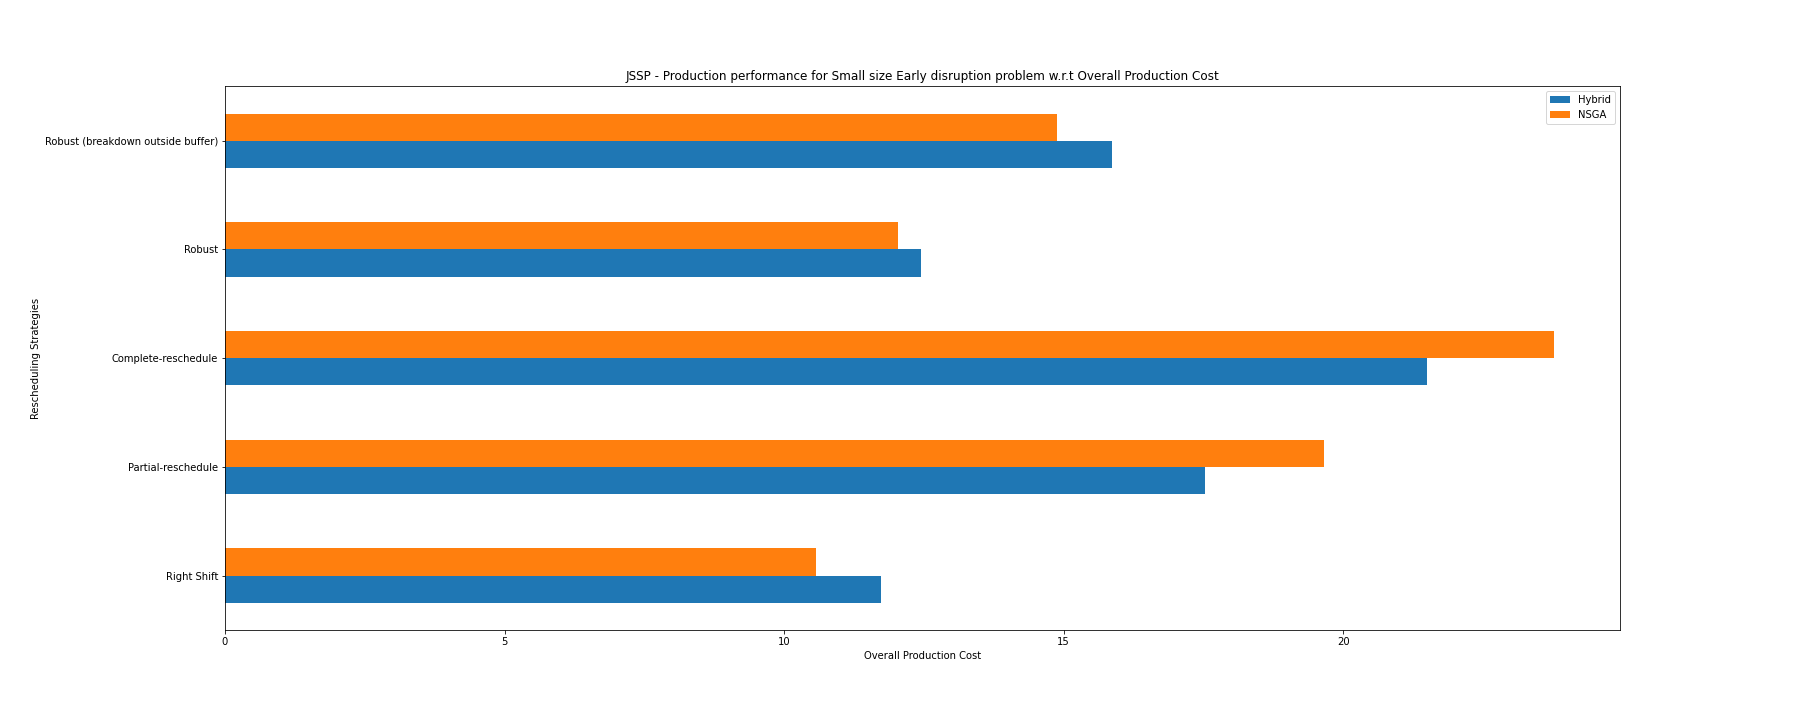 JSSP - Production performance for Small size Early disruption problem w.r.t Overall Production Cost
Hybrid
NSGA
Robust (breakdown outside buffer)
Robust
Complete-reschedule
Partial-reschedule
Right Shift
Rescheduling Strategies
0 5 10 15 20
Overall Production Cost